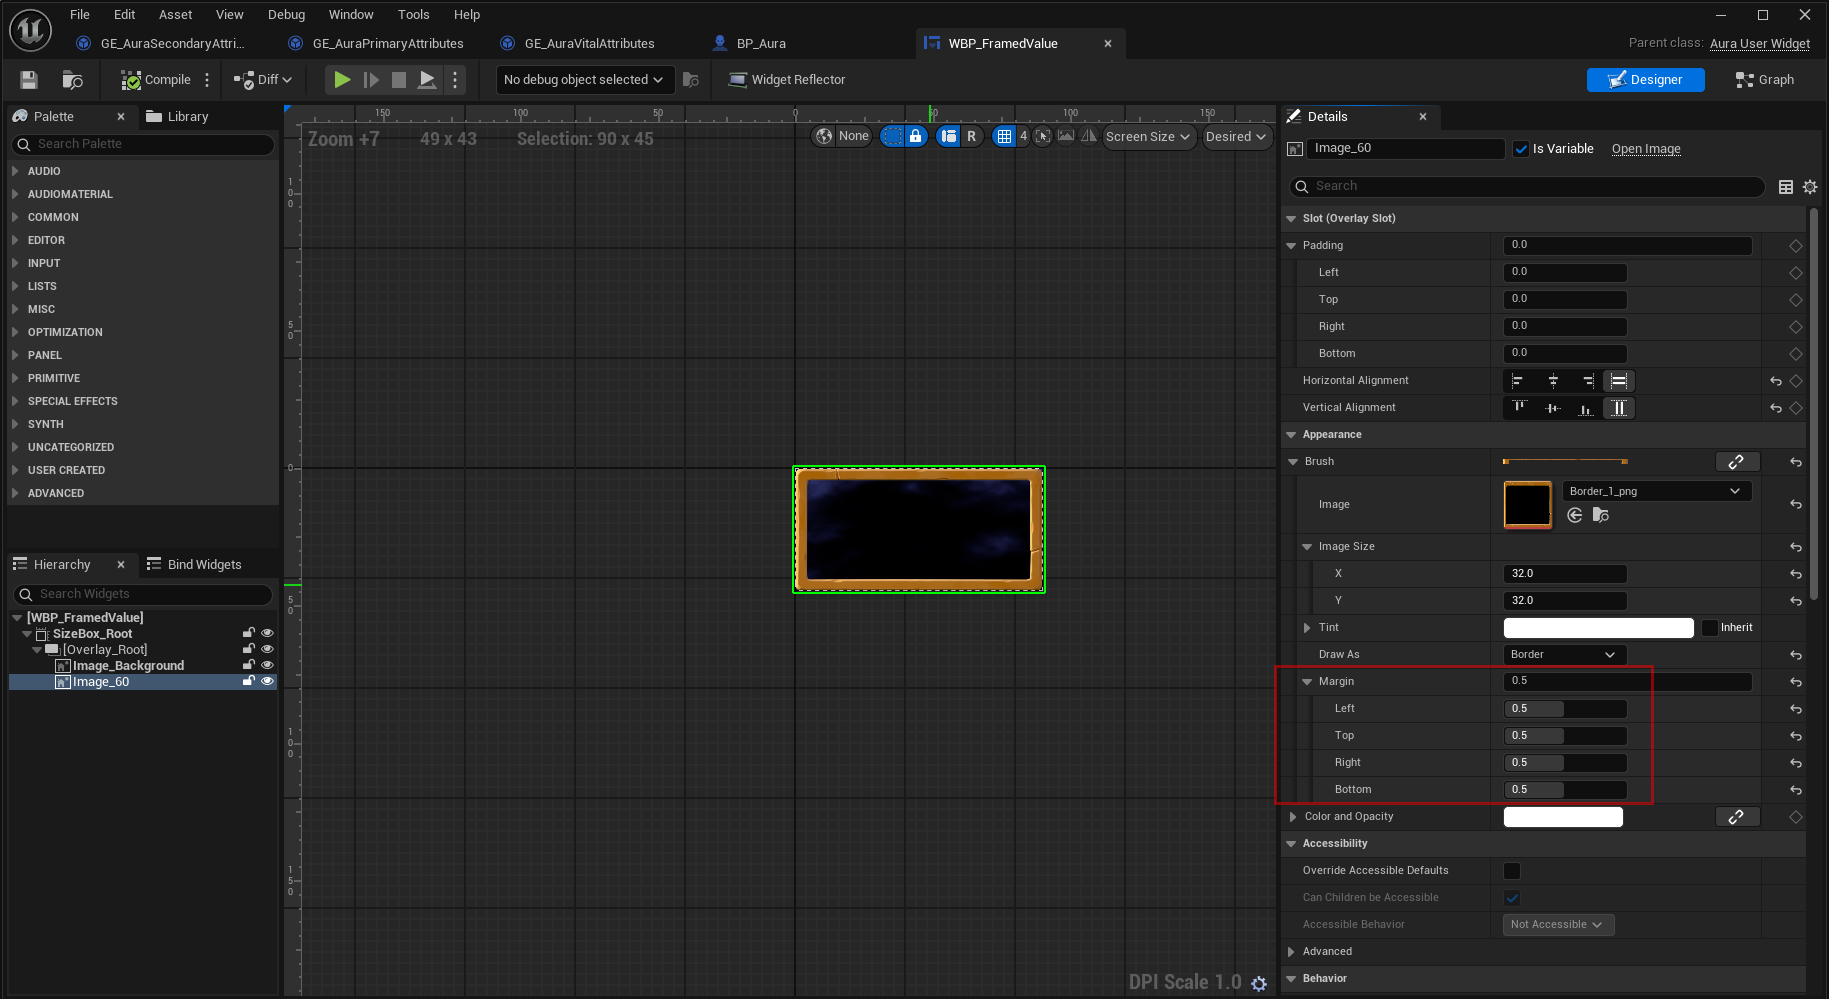 File Edit Asset View Debug Window Tools Help
GE_AuraSecondaryAttri... GE_AuraPrimaryAttributes GE_AuraVitalAttributes BP_Aura WBP_FramedValue
Parent class: Aura User Widget
Compile Diff No debug object selected Widget Reflector Designer Graph
Palette Library
Search Palette
AUDIO
AUDIOMATERIAL
COMMON
EDITOR
INPUT
LISTS
MISC
OPTIMIZATION
PANEL
PRIMITIVE
SPECIAL EFFECTS
SYNTH
UNCATEGORIZED
USER CREATED
ADVANCED
Hierarchy Bind Widgets
Search Widgets
[WBP_FramedValue]
SizeBox_Root
[Overlay_Root]
Image_Background
Image_60
150 100 50 0 50 100 150
Zoom +7 49 x 43 Selection: 90 x 45
None R 4 Screen Size Desired
100
50
0
50
100
150
DPI Scale 1.0
Details
Image_60 Is Variable Open Image
Search
Slot (Overlay Slot)
Padding 0.0
Left 0.0
Top 0.0
Right 0.0
Bottom 0.0
Horizontal Alignment
Vertical Alignment
Appearance
Brush
Image Border_1_png
Image Size
X 32.0
Y 32.0
Tint Inherit
Draw As Border
Margin 0.5
Left 0.5
Top 0.5
Right 0.5
Bottom 0.5
Color and Opacity
Accessibility
Override Accessible Defaults
Can Children be Accessible
Accessible Behavior Not Accessible
Advanced
Behavior